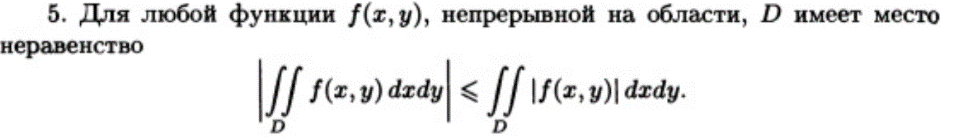 5. Для любой функции f(x, y), непрерывной на области, D имеет место
неравенство
|∬_D f(x, y) dxdy| ⩽ ∬_D |f(x, y)| dxdy.